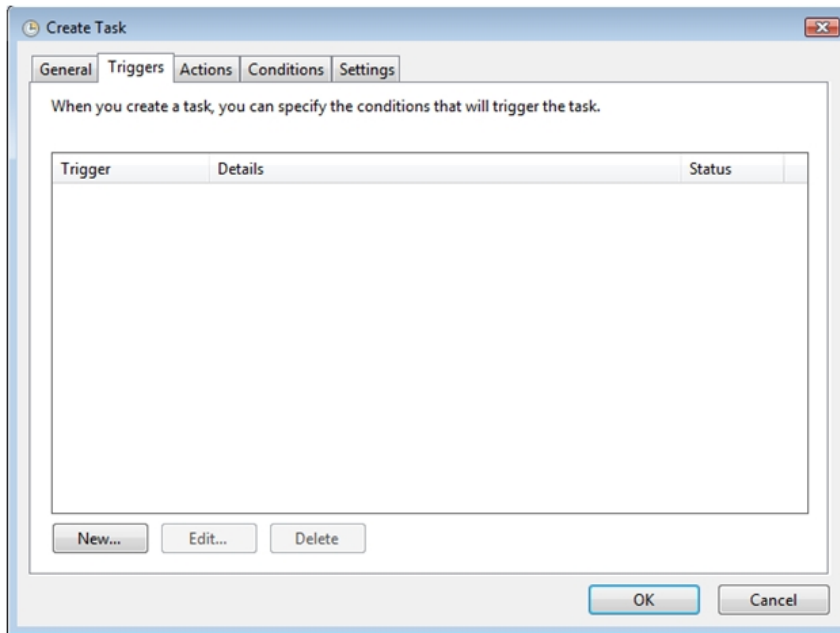 Create Task
General Triggers Actions Conditions Settings
When you create a task, you can specify the conditions that will trigger the task.
Trigger Details Status
New... Edit... Delete
OK Cancel